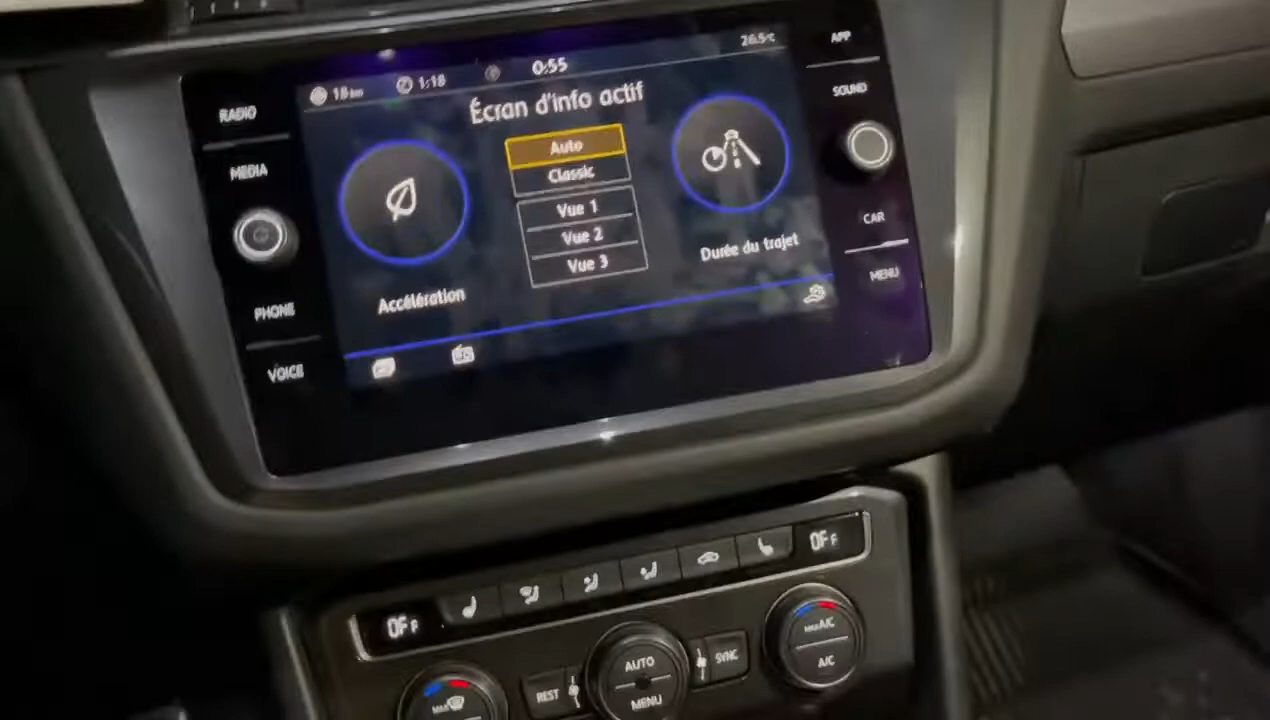 18 km
1:18
0:55
26.5°C
Écran d'info actif
Auto
Classic
Vue 1
Vue 2
Vue 3
Accélération
Durée du trajet
RADIO
MEDIA
PHONE
VOICE
APP
SOUND
CAR
MENU
OFF
OFF
MAX
REST
AUTO
MENU
SYNC
MAX A/C
A/C